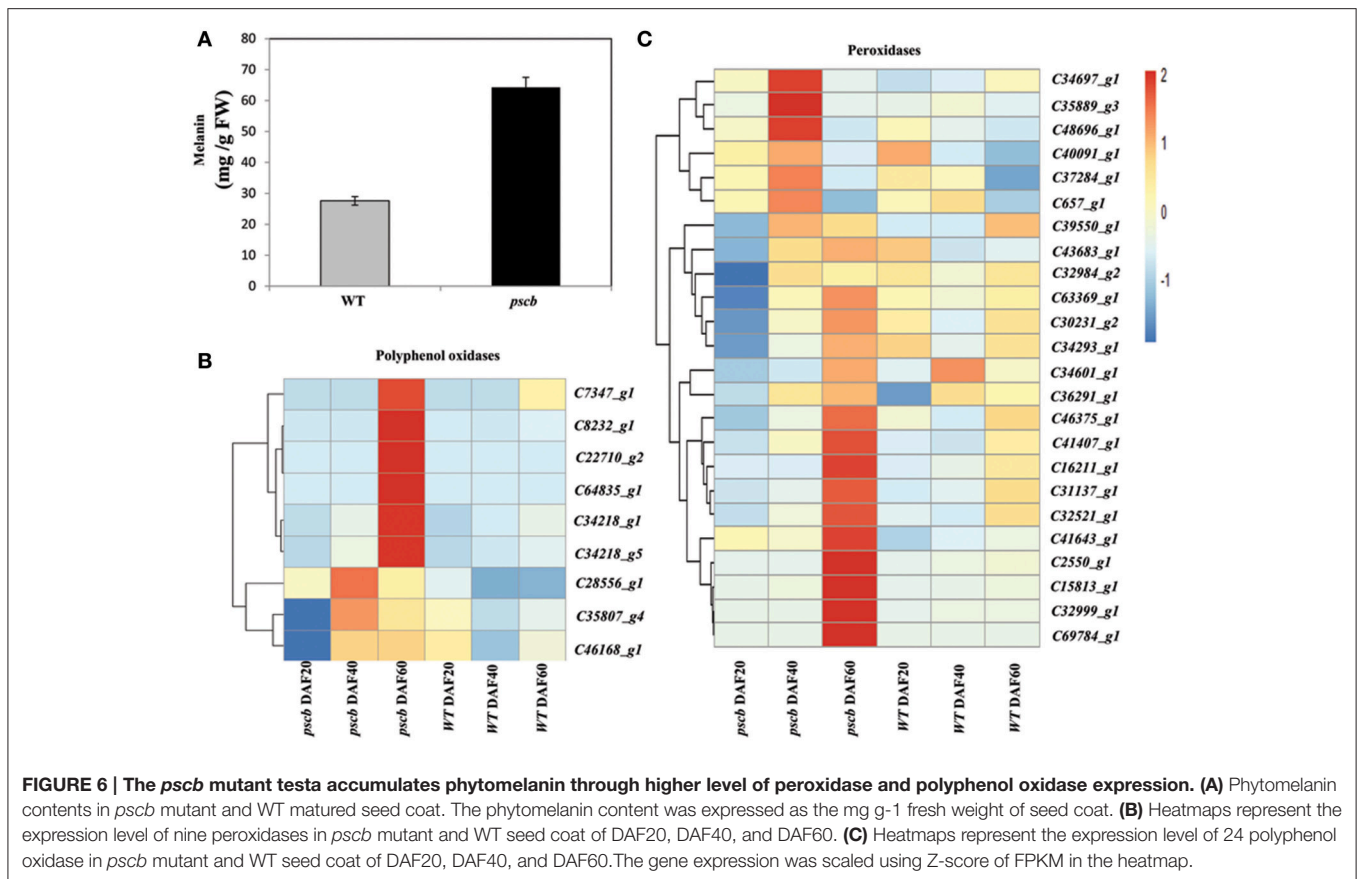 A
80
70
60
50
40
30
20
10
0
Melanin
(mg /g FW)
WT
pscb
B
Polyphenol oxidases
C7347_g1
C8232_g1
C22710_g2
C64835_g1
C34218_g1
C34218_g5
C28556_g1
C35807_g4
C46168_g1
pscb DAF20
pscb DAF40
pscb DAF60
WT DAF20
WT DAF40
WT DAF60
C
Peroxidases
C34697_g1
C35889_g3
C48696_g1
C40091_g1
C37284_g1
C657_g1
C39550_g1
C43683_g1
C32984_g2
C63369_g1
C30231_g2
C34293_g1
C34601_g1
C36291_g1
C46375_g1
C41407_g1
C16211_g1
C31137_g1
C32521_g1
C41643_g1
C2550_g1
C15813_g1
C32999_g1
C69784_g1
pscb DAF20
pscb DAF40
pscb DAF60
WT DAF20
WT DAF40
WT DAF60
2
1
0
-1
FIGURE 6 | The pscb mutant testa accumulates phytomelanin through higher level of peroxidase and polyphenol oxidase expression. (A) Phytomelanin
contents in pscb mutant and WT matured seed coat. The phytomelanin content was expressed as the mg g-1 fresh weight of seed coat. (B) Heatmaps represent the
expression level of nine peroxidases in pscb mutant and WT seed coat of DAF20, DAF40, and DAF60. (C) Heatmaps represent the expression level of 24 polyphenol
oxidase in pscb mutant and WT seed coat of DAF20, DAF40, and DAF60.The gene expression was scaled using Z-score of FPKM in the heatmap.